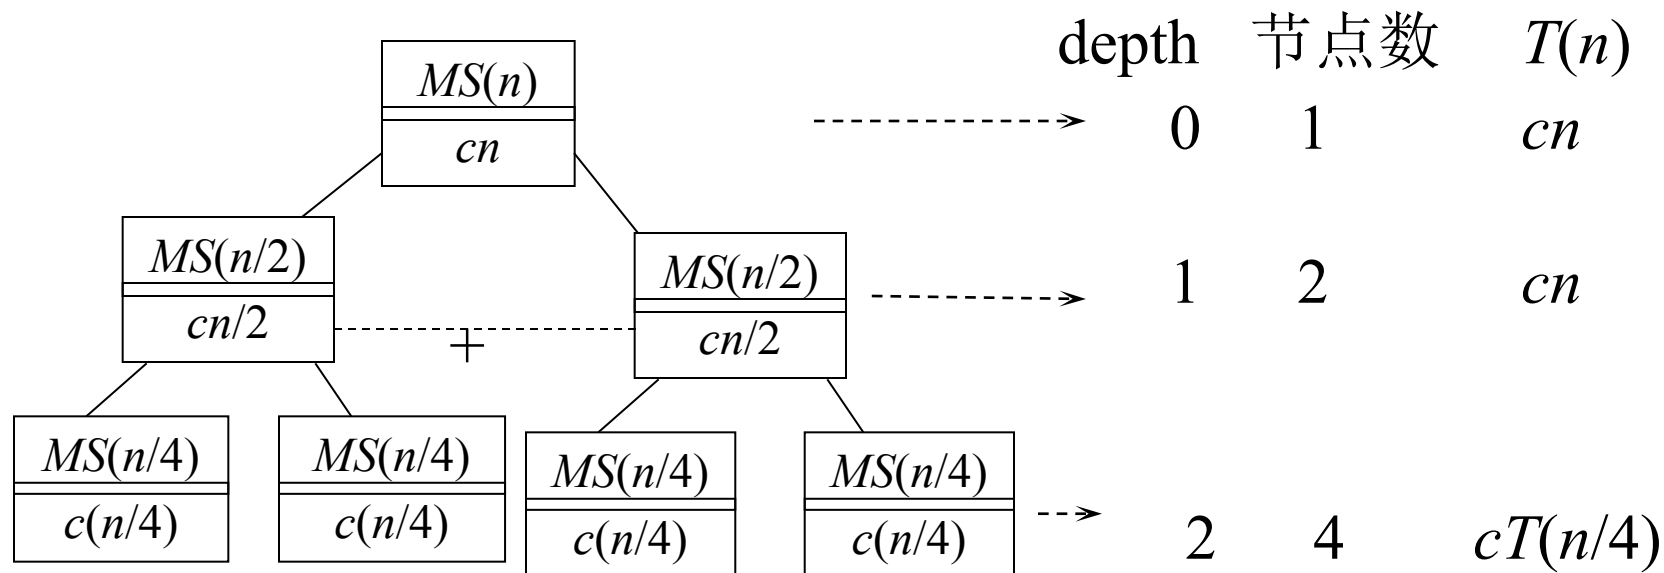 depth 节点数 T(n)
MS(n)
cn
0 1 cn
MS(n/2)
cn/2
MS(n/2)
cn/2
+
1 2 cn
MS(n/4)
c(n/4)
MS(n/4)
c(n/4)
MS(n/4)
c(n/4)
MS(n/4)
c(n/4)
2 4 cT(n/4)